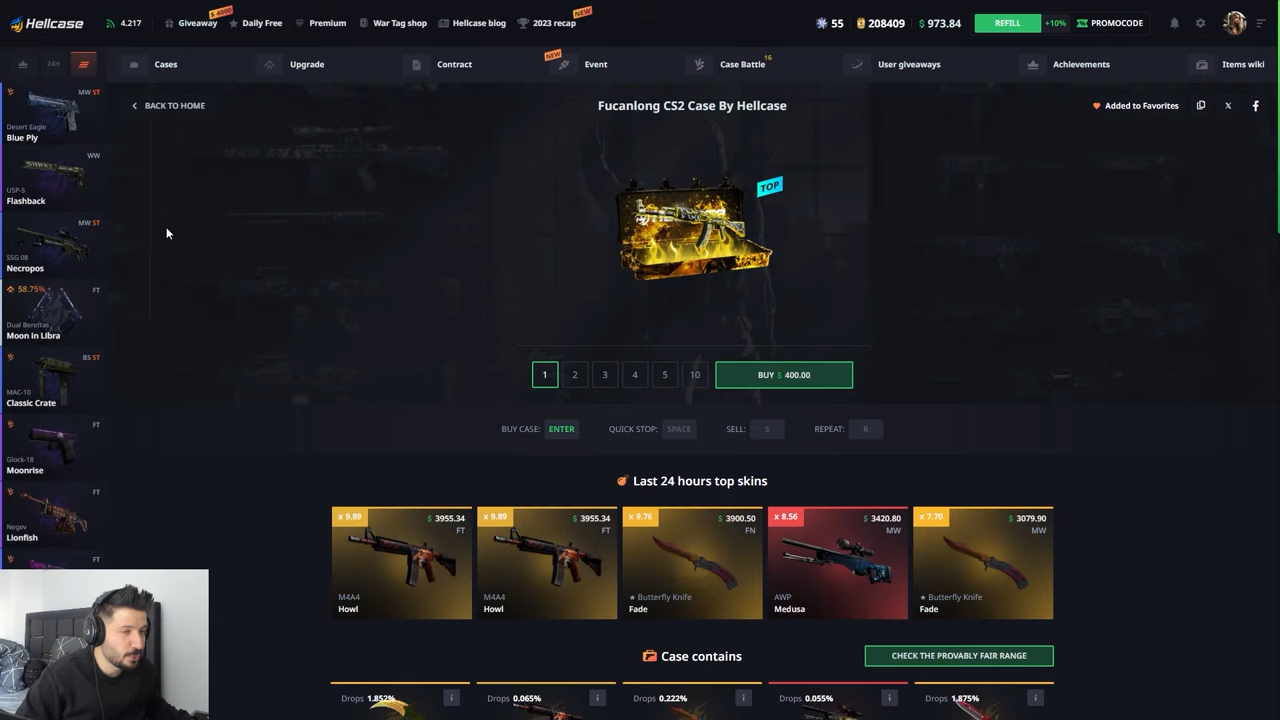 Hellcase
4.217
Giveaway
$ 4000
Daily Free
Premium
War Tag shop
Hellcase blog
2023 recap
NEW
55
208409
$ 973.84
REFILL
+10%
PROMOCODE
24H
Cases
Upgrade
Contract
NEW
Event
Case Battle 16
User giveaways
Achievements
Items wiki
BACK TO HOME
Fucanlong CS2 Case By Hellcase
Added to Favorites
MW ST
Desert Eagle
Blue Ply
WW
USP-S
Flashback
MW ST
SSG 08
Necropos
58.75%
FT
Dual Berettas
Moon in Libra
BS ST
MAC-10
Classic Crate
FT
Glock-18
Moonrise
FT
Negev
Lionfish
TOP
1
2
3
4
5
10
BUY $ 400.00
BUY CASE:
ENTER
QUICK STOP:
SPACE
SELL:
S
REPEAT:
R
Last 24 hours top skins
x 9.89
$ 3955.34
FT
M4A4
Howl
x 9.89
$ 3955.34
FT
M4A4
Howl
x 9.76
$ 3900.50
FN
★ Butterfly Knife
Fade
x 8.56
$ 3420.80
MW
AWP
Medusa
x 7.70
$ 3079.90
MW
★ Butterfly Knife
Fade
Case contains
CHECK THE PROVABLY FAIR RANGE
Drops 1.852%
Drops 0.065%
Drops 0.222%
Drops 0.055%
Drops 1.875%